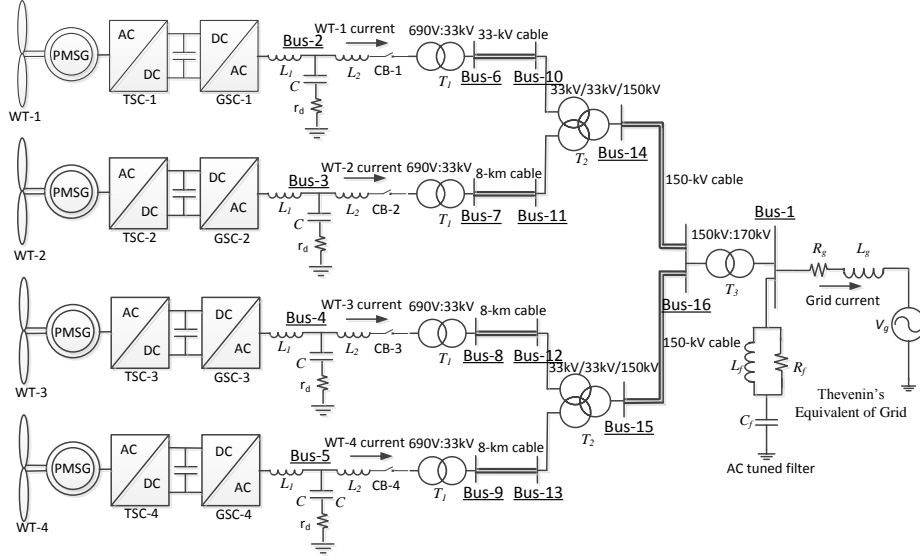 WT-1 current
690V:33kV
33-kV cable
Bus-2
PMSG
AC
DC
DC
AC
L1
C
rd
L2
CB-1
T1
Bus-6
Bus-10
TSC-1
GSC-1
WT-1
33kV/33kV/150kV
T2
Bus-14
WT-2 current
690V:33kV
8-km cable
Bus-3
PMSG
AC
DC
DC
AC
L1
C
rd
L2
CB-2
T1
Bus-7
Bus-11
TSC-2
GSC-2
WT-2
150-kV cable
150kV:170kV
Bus-1
T3
Bus-16
Rg
Lg
Grid current
Vg
WT-3 current
690V:33kV
8-km cable
Bus-4
PMSG
AC
DC
DC
AC
L1
C
rd
L2
CB-3
T1
Bus-8
Bus-12
TSC-3
GSC-3
WT-3
150-kV cable
33kV/33kV/150kV
T2
Bus-15
Lf
Rf
Cf
AC tuned filter
Thevenin's
Equivalent of Grid
WT-4 current
690V:33kV
8-km cable
Bus-5
PMSG
AC
DC
DC
AC
L1
C
C
rd
L2
CB-4
T1
Bus-9
Bus-13
TSC-4
GSC-4
WT-4